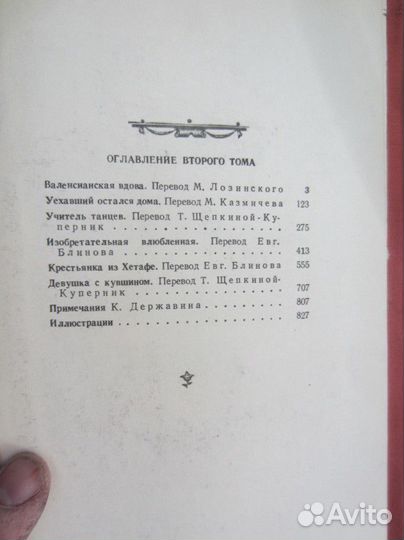 ОГЛАВЛЕНИЕ ВТОРОГО ТОМА
Валенсианская вдова. Перевод М. Лозинского 3
Уехавший остался дома. Перевод М. Казмичева 123
Учитель танцев. Перевод Т. Щепкиной-Ку-
перник 275
Изобретательная влюбленная. Перевод Евг.
Блинова 413
Крестьянка из Хетафе. Перевод Евг. Блинова 555
Девушка с кувшином. Перевод Т. Щепкиной-
Куперник 707
Примечания К. Державина 807
Иллюстрации 827
Avito